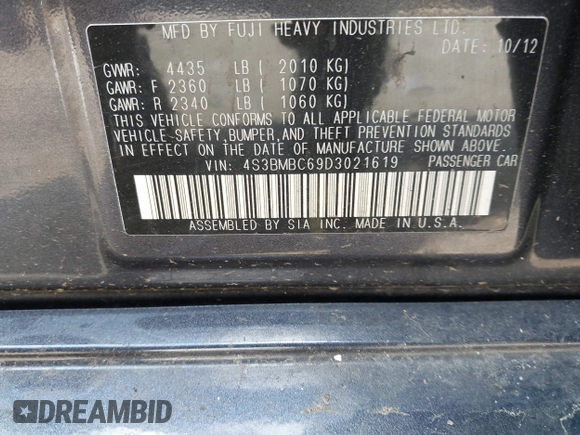 MFD BY FUJI HEAVY INDUSTRIES LTD.
DATE: 10/12
GVWR: 4435 LB ( 2010 KG)
GAWR: F 2360 LB ( 1070 KG)
GAWR: R 2340 LB ( 1060 KG)
THIS VEHICLE CONFORMS TO ALL APPLICABLE FEDERAL MOTOR
VEHICLE SAFETY,BUMPER,AND THEFT PREVENTION STANDARDS
IN EFFECT ON THE DATE OF MANUFACTURE SHOWN ABOVE.
VIN: 4S3BMBC69D3021619 PASSENGER CAR
ASSEMBLED BY SIA INC. MADE IN U.S.A.
DREAMBID